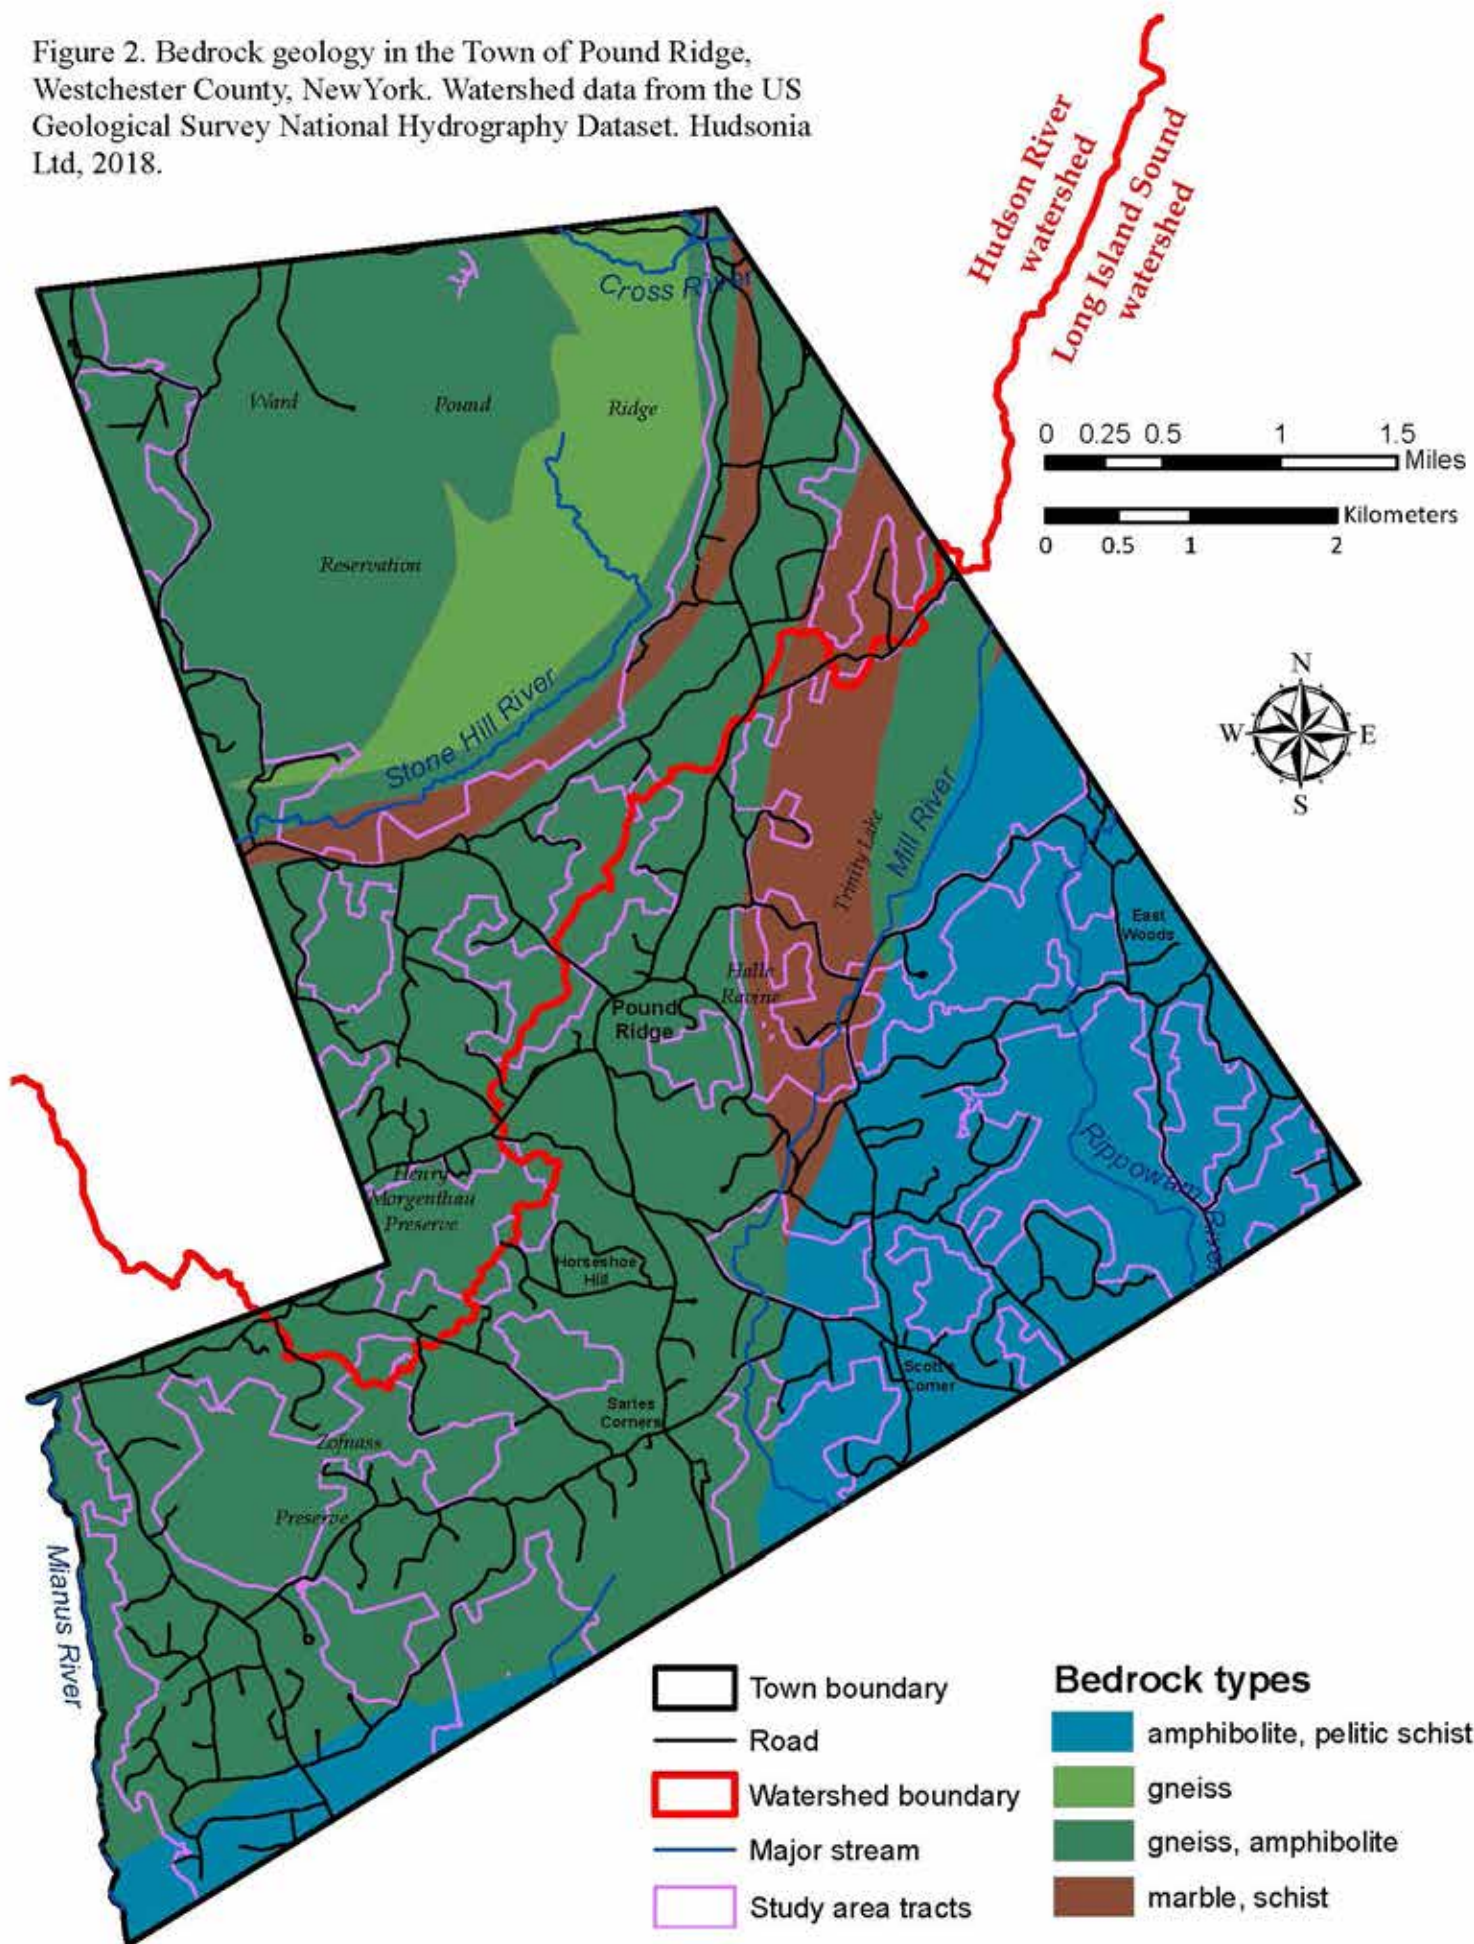 Figure 2. Bedrock geology in the Town of Pound Ridge,
Westchester County, NewYork. Watershed data from the US
Geological Survey National Hydrography Dataset. Hudsonia
Ltd, 2018.
Hudson River
watershed
Long Island Sound
watershed
Cross River
Ward
Pound
Ridge
Reservation
0 0.25 0.5 1 1.5
Miles
Kilometers
0 0.5 1 2
N
W
E
S
Stone Hill River
Trinity Lake
Mill River
East
Woods
Halle
Ravine
Pound
Ridge
Rippowam
River
Henry
Morgenthau
Preserve
Horseshoe
Hill
Scotts
Corner
Sarles
Corners
Zofnass
Preserve
Mianus River
Town boundary
Road
Watershed boundary
Major stream
Study area tracts
Bedrock types
amphibolite, pelitic schist
gneiss
gneiss, amphibolite
marble, schist